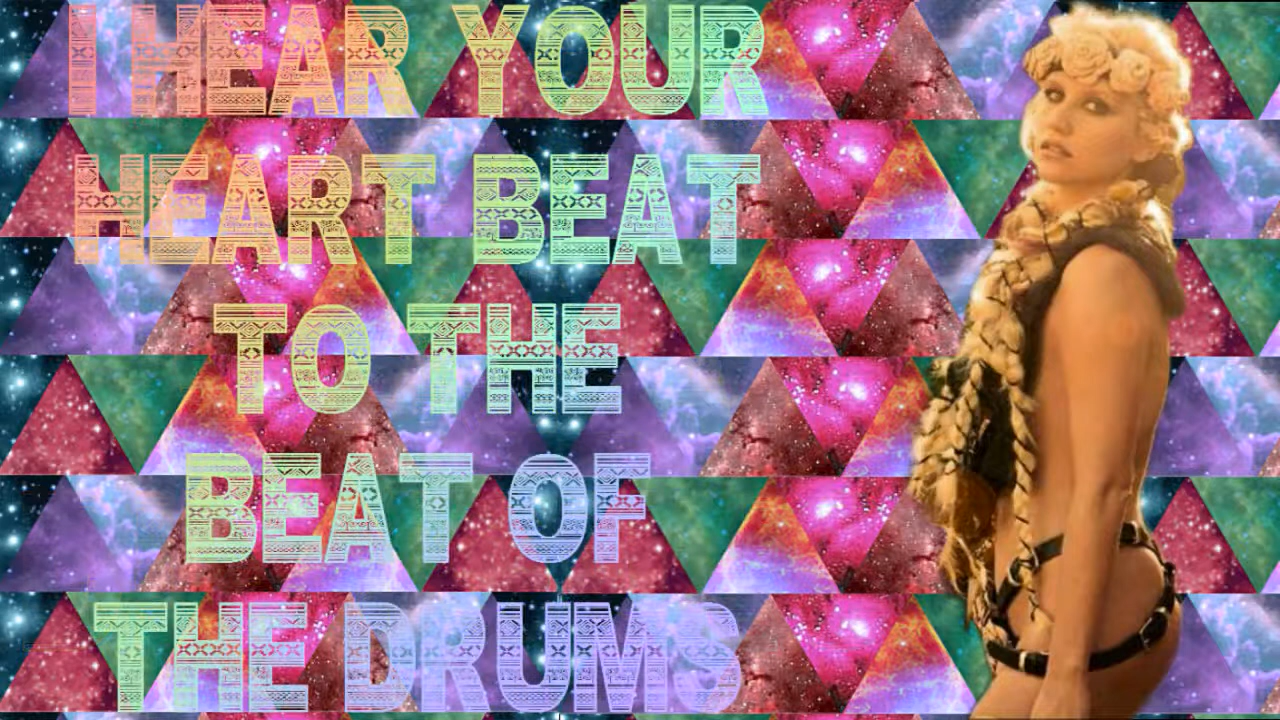 I HEAR YOUR
HEART BEAT
TO THE
BEAT OF
THE DRUMS